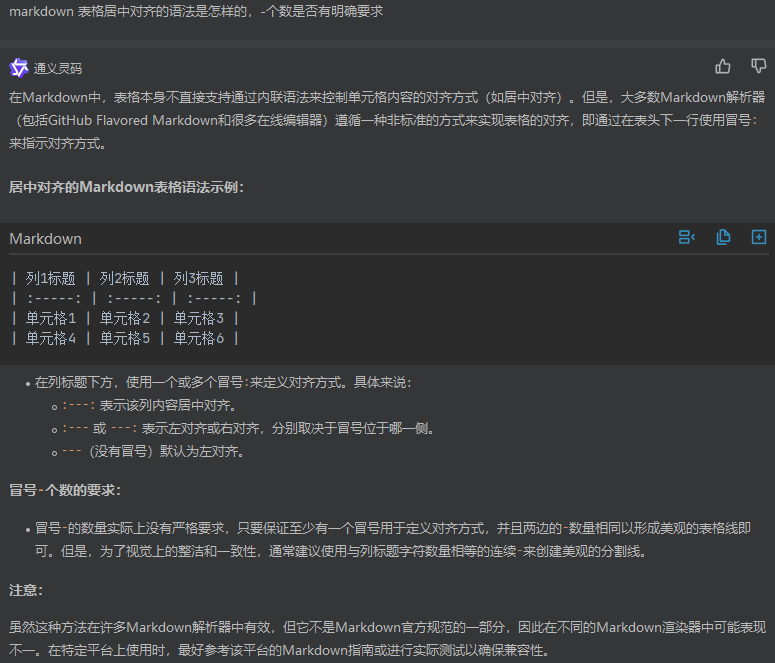 markdown 表格居中对齐的语法是怎样的，-个数是否有明确要求
通义灵码
在Markdown中，表格本身不直接支持通过内联语法来控制单元格内容的对齐方式（如居中对齐）。但是，大多数Markdown解析器
（包括GitHub Flavored Markdown和很多在线编辑器）遵循一种非标准的方式来实现表格的对齐，即通过在表头下一行使用冒号:
来指示对齐方式。
居中对齐的Markdown表格语法示例：
Markdown
| 列1标题 | 列2标题 | 列3标题 |
| :-----: | :-----: | :-----: |
| 单元格1 | 单元格2 | 单元格3 |
| 单元格4 | 单元格5 | 单元格6 |
• 在列标题下方，使用一个或多个冒号:来定义对齐方式。具体来说：
○ :---: 表示该列内容居中对齐。
○ :--- 或 ---: 表示左对齐或右对齐，分别取决于冒号位于哪一侧。
○ ---（没有冒号）默认为左对齐。
冒号-个数的要求：
• 冒号-的数量实际上没有严格要求，只要保证至少有一个冒号用于定义对齐方式，并且两边的-数量相同以形成美观的表格线即
可。但是，为了视觉上的整洁和一致性，通常建议使用与列标题字符数量相等的连续-来创建美观的分割线。
注意：
虽然这种方法在许多Markdown解析器中有效，但它不是Markdown官方规范的一部分，因此在不同的Markdown渲染器中可能表现
不一。在特定平台上使用时，最好参考该平台的Markdown指南或进行实际测试以确保兼容性。